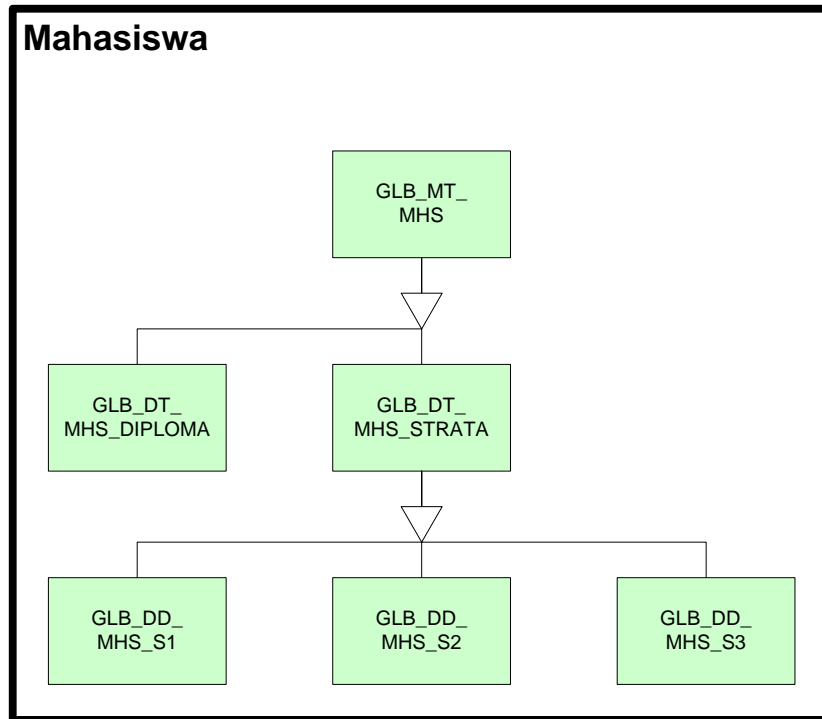 Mahasiswa
GLB_MT_
MHS
GLB_DT_
MHS_DIPLOMA
GLB_DT_
MHS_STRATA
GLB_DD_
MHS_S1
GLB_DD_
MHS_S2
GLB_DD_
MHS_S3